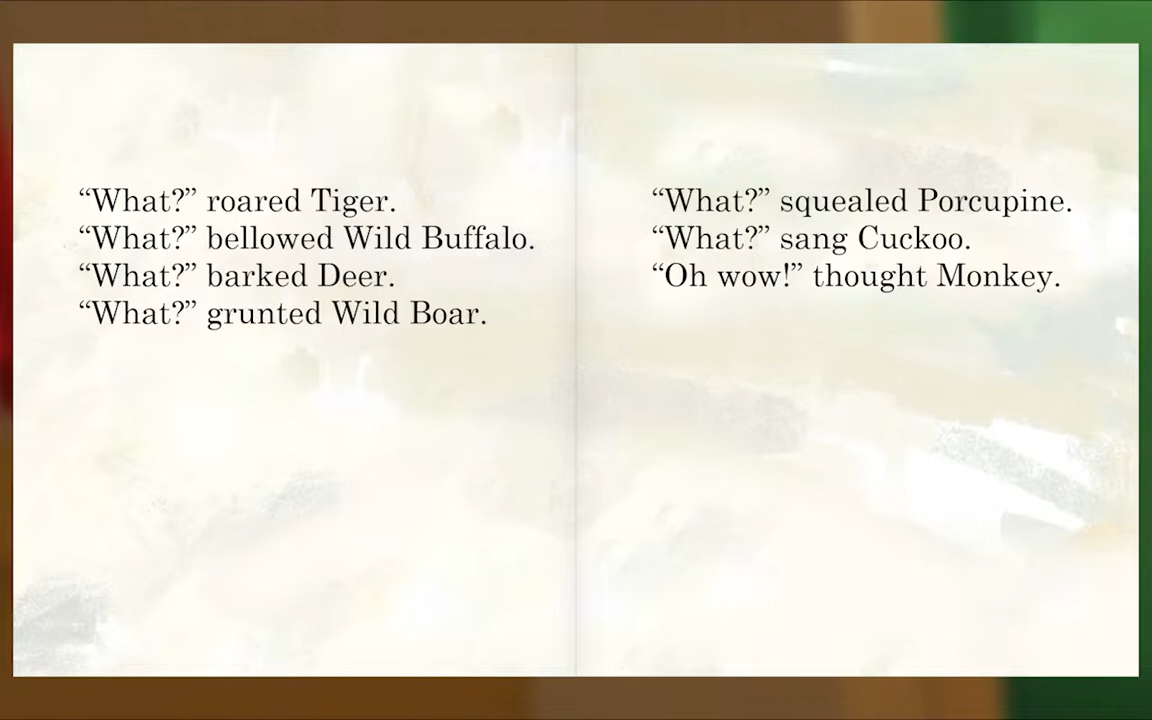 “What?” roared Tiger.
“What?” bellowed Wild Buffalo.
“What?” barked Deer.
“What?” grunted Wild Boar.
“What?” squealed Porcupine.
“What?” sang Cuckoo.
“Oh wow!” thought Monkey.